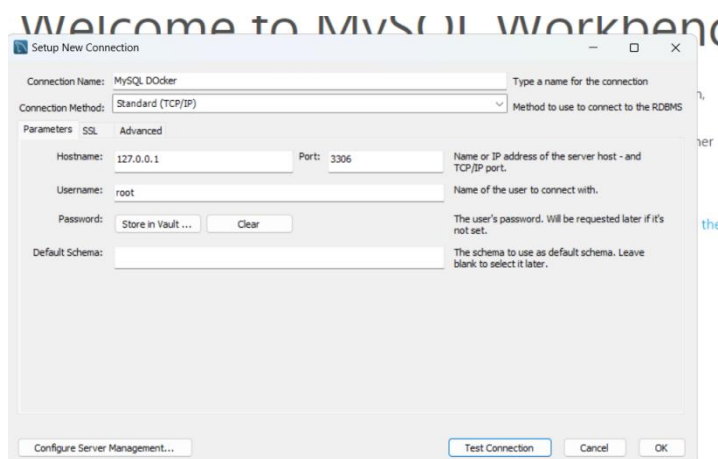 Welcome to MySQL Workbenc
Setup New Connection
Connection Name: MySQL DOcker Type a name for the connection
Connection Method: Standard (TCP/IP) Method to use to connect to the RDBMS
Parameters SSL Advanced
Hostname: 127.0.0.1 Port: 3306 Name or IP address of the server host - and
TCP/IP port.
Username: root Name of the user to connect with.
Password: Store in Vault ... Clear The user's password. Will be requested later if it's
not set.
Default Schema: The schema to use as default schema. Leave
blank to select it later.
the
Configure Server Management... Test Connection Cancel OK